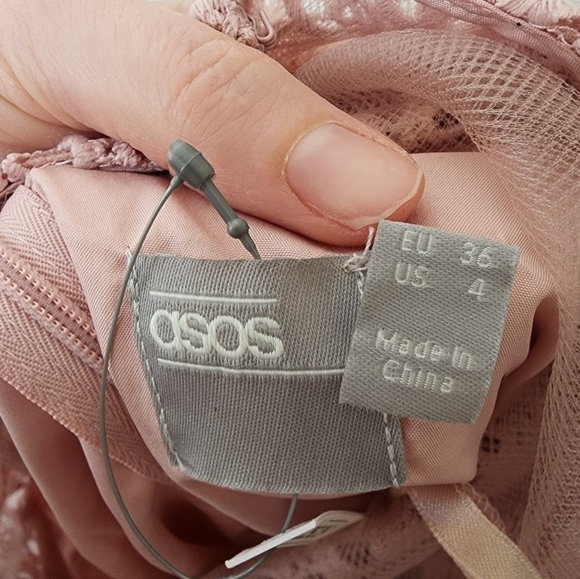 asos
EU 36
US 4
Made In
China